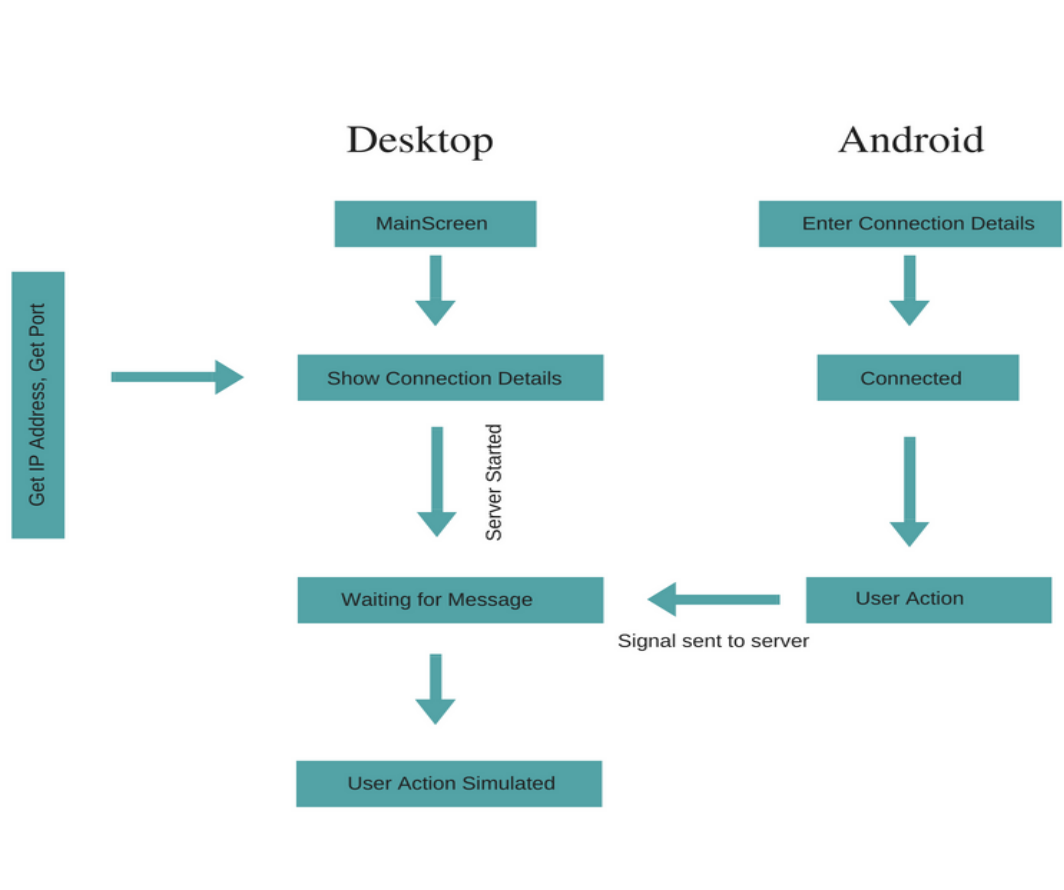 Desktop
Android
MainScreen
Enter Connection Details
Get IP Address, Get Port
Show Connection Details
Connected
Server Started
Waiting for Message
User Action
Signal sent to server
User Action Simulated